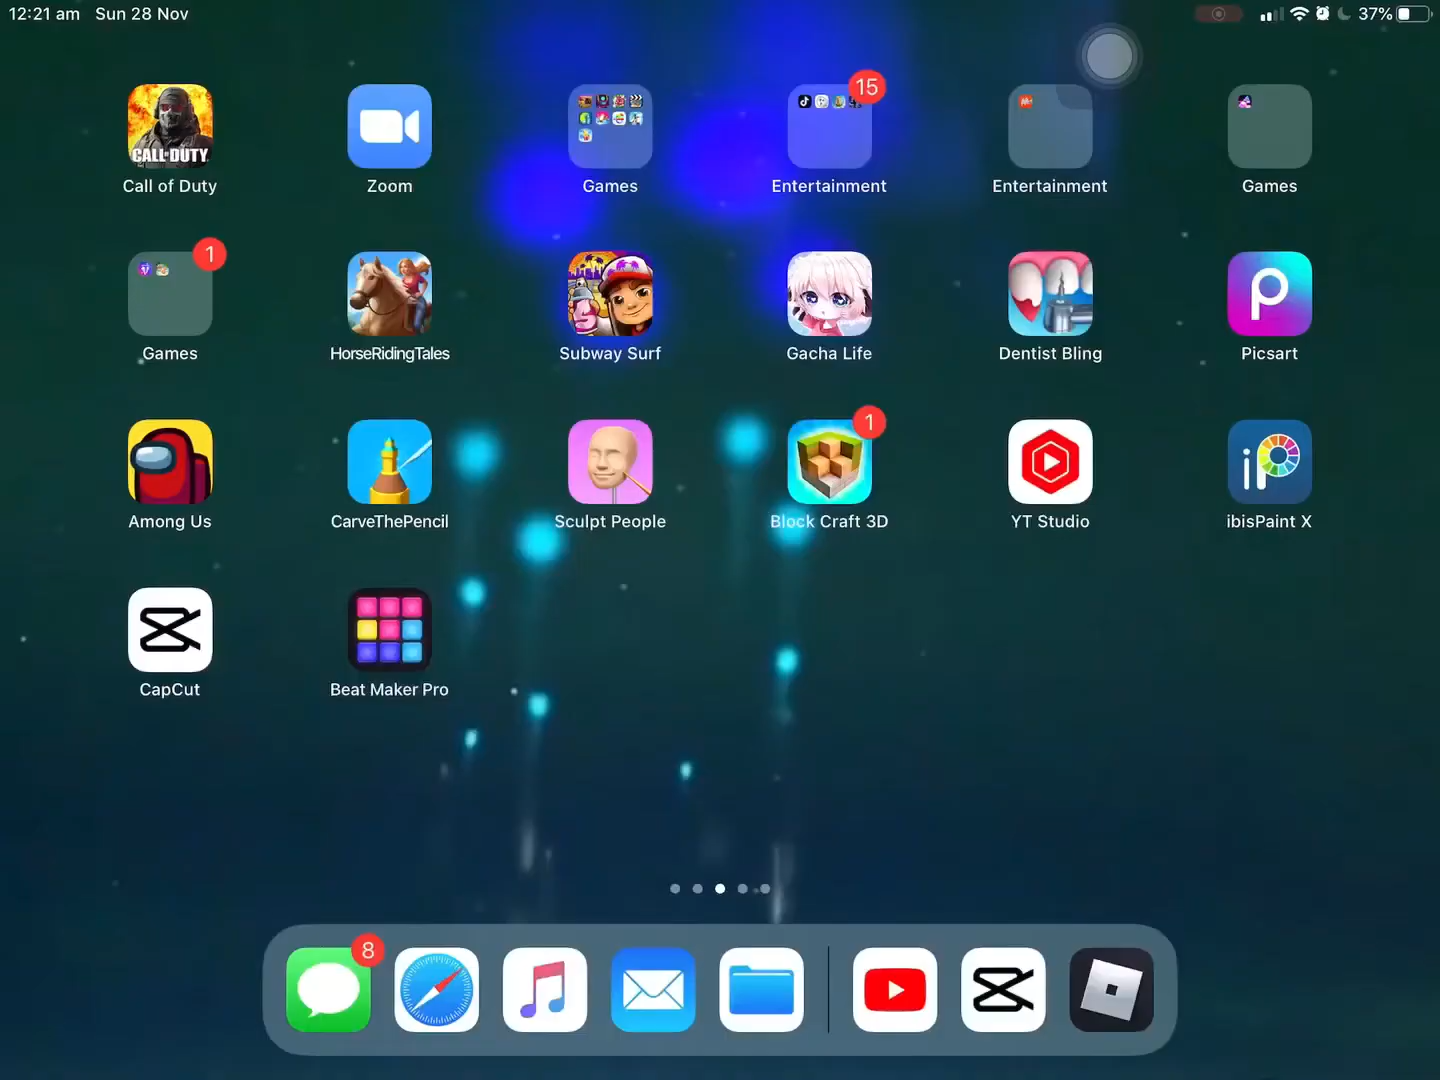 12:21 am Sun 28 Nov
37%
CALL DUTY
15
Call of Duty
Zoom
Games
Entertainment
Entertainment
Games
1
Games
HorseRidingTales
Subway Surf
Gacha Life
Dentist Bling
Picsart
1
iP
Among Us
CarveThePencil
Sculpt People
Block Craft 3D
YT Studio
ibisPaint X
CapCut
Beat Maker Pro
8